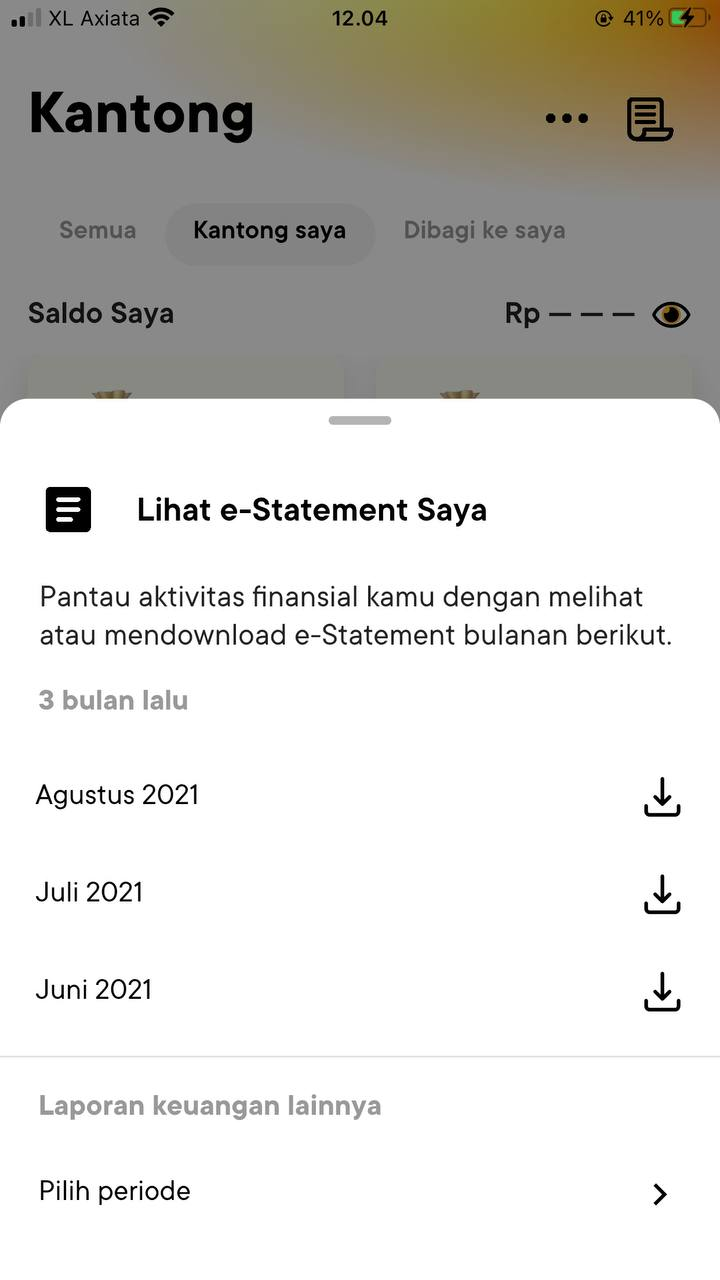 XL Axiata 12.04 41%
Kantong
Semua Kantong saya Dibagi ke saya
Saldo Saya Rp — — —
Lihat e-Statement Saya
Pantau aktivitas finansial kamu dengan melihat
atau mendownload e-Statement bulanan berikut.
3 bulan lalu
Agustus 2021
Juli 2021
Juni 2021
Laporan keuangan lainnya
Pilih periode